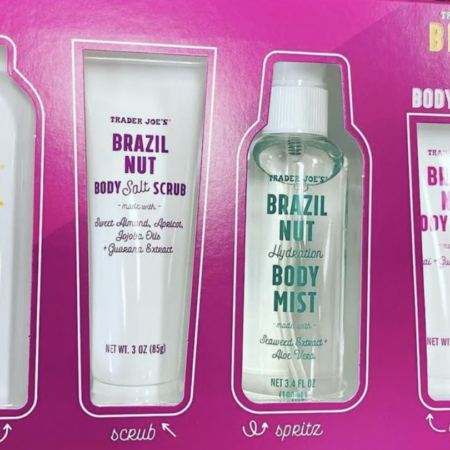 TRADER JOE'S
BRAZIL
NUT
BODY Salt SCRUB
- made with -
Sweet Almond, Apricot,
Jojoba Oils
+ Guarana Extract
NET WT. 3 OZ (85g)
scrub
TRADER JOE'S
BRAZIL
NUT
Hydration
BODY
MIST
- made with -
Seaweed Extract +
Aloe Vera
NET 3.4 FL OZ
spritz
BODY
NUT